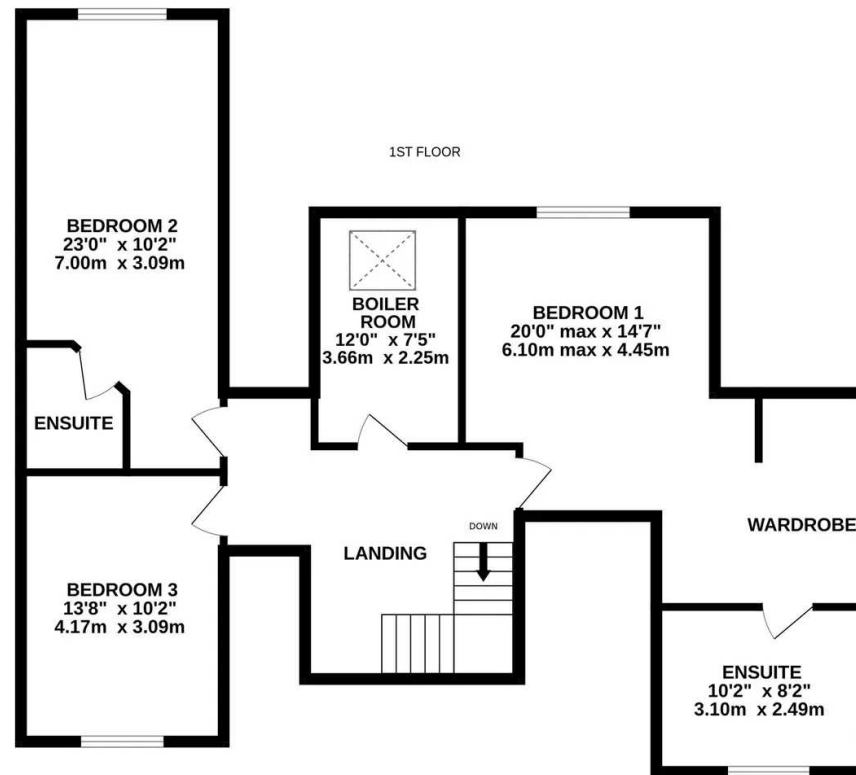 1ST FLOOR
BEDROOM 2
23'0" x 10'2"
7.00m x 3.09m
BOILER
ROOM
12'0" x 7'5"
3.66m x 2.25m
BEDROOM 1
20'0" max x 14'7"
6.10m max x 4.45m
ENSUITE
DOWN
LANDING
WARDROBE
BEDROOM 3
13'8" x 10'2"
4.17m x 3.09m
ENSUITE
10'2" x 8'2"
3.10m x 2.49m